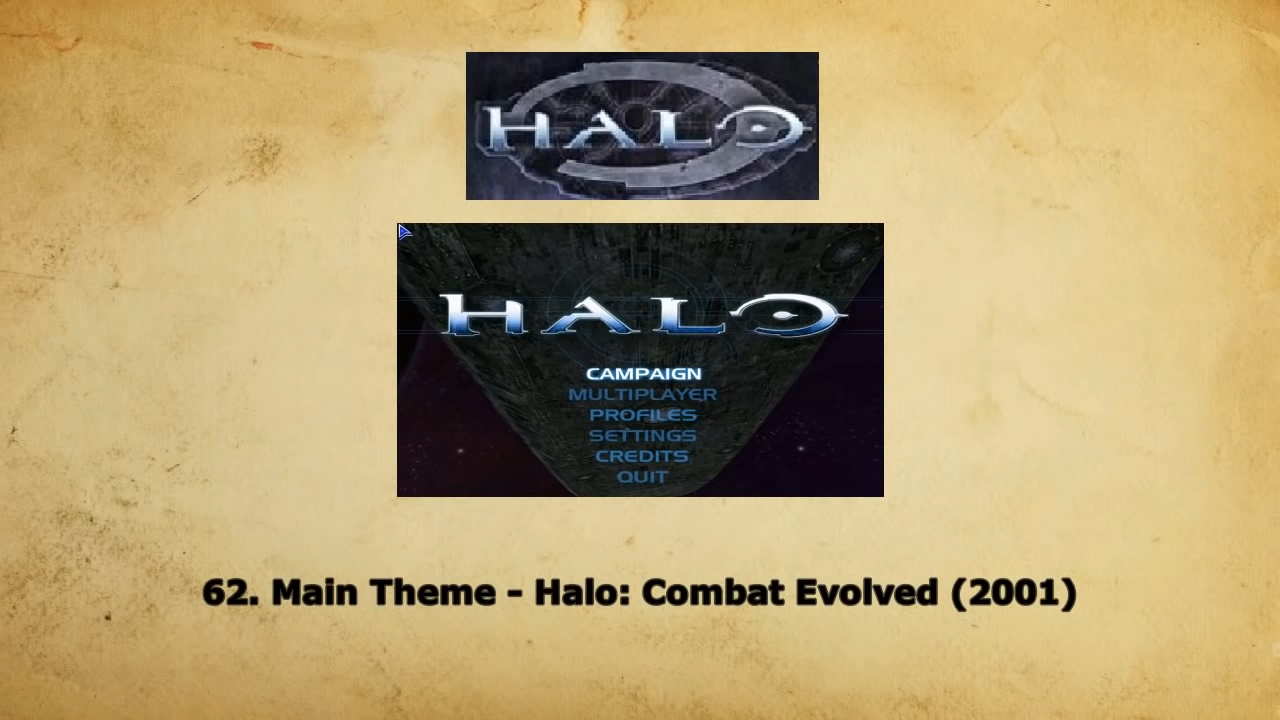 HALO
HALO
CAMPAIGN
MULTIPLAYER
PROFILES
SETTINGS
CREDITS
QUIT
62. Main Theme - Halo: Combat Evolved (2001)